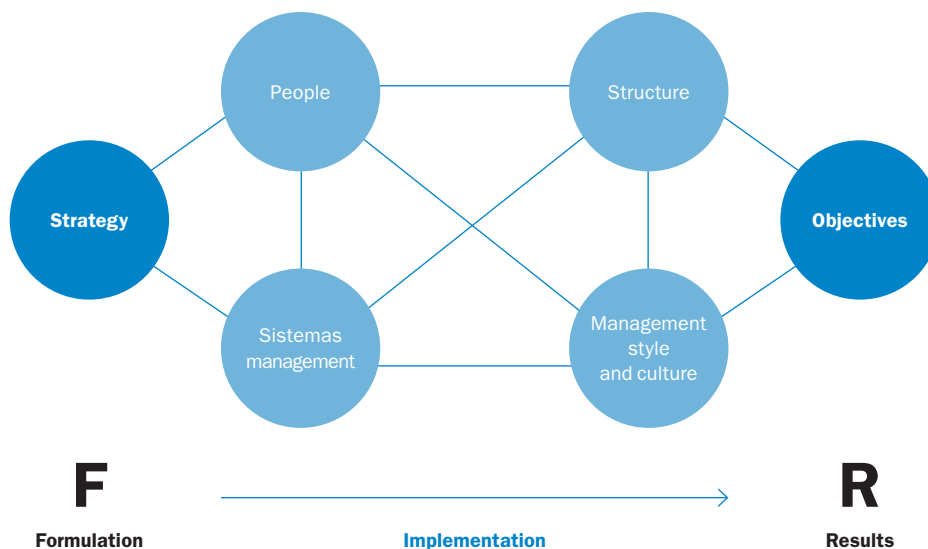 People
Structure
Strategy
Objectives
Sistemas
management
Management
style
and culture
F
R
Formulation
Implementation
Results